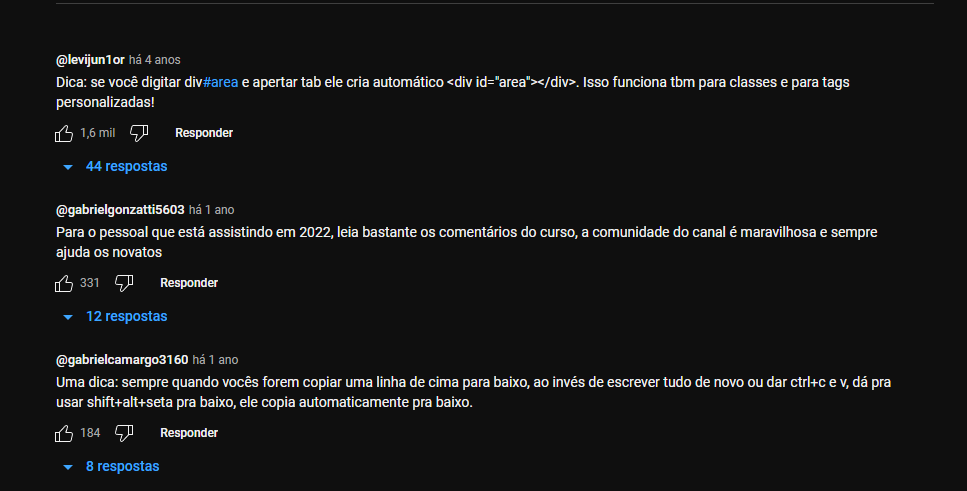 @levijun1or há 4 anos
Dica: se você digitar div#area e apertar tab ele cria automático <div id="area"></div>. Isso funciona tbm para classes e para tags
personalizadas!
1,6 mil Responder
44 respostas
@gabrielgonzatti5603 há 1 ano
Para o pessoal que está assistindo em 2022, leia bastante os comentários do curso, a comunidade do canal é maravilhosa e sempre
ajuda os novatos
331 Responder
12 respostas
@gabrielcamargo3160 há 1 ano
Uma dica: sempre quando vocês forem copiar uma linha de cima para baixo, ao invés de escrever tudo de novo ou dar ctrl+c e v, dá pra
usar shift+alt+seta pra baixo, ele copia automaticamente pra baixo.
184 Responder
8 respostas